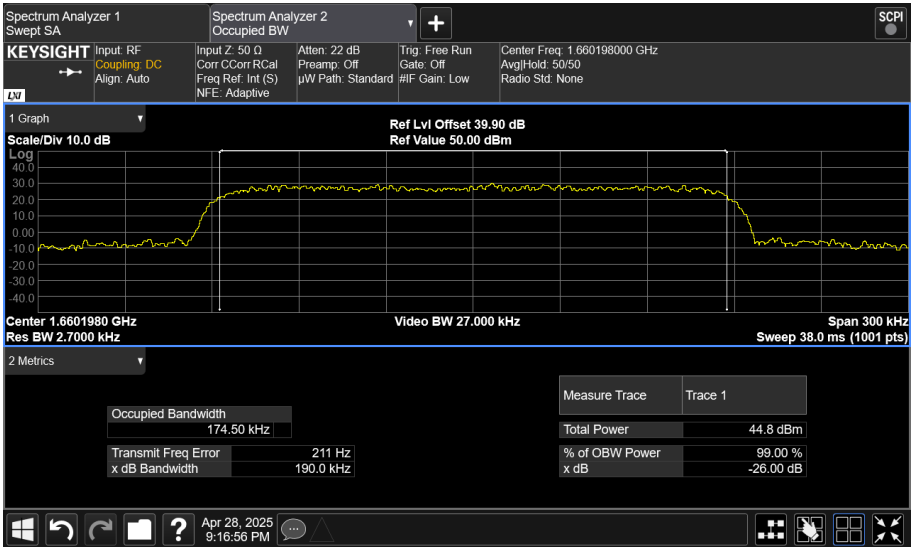 Spectrum Analyzer 1
Swept SA
Spectrum Analyzer 2
Occupied BW
SCPI
KEYSIGHT
LXI
Input: RF
Coupling: DC
Align: Auto
Input Z: 50 Ω
Corr CCorr RCal
Freq Ref: Int (S)
NFE: Adaptive
Atten: 22 dB
Preamp: Off
µW Path: Standard
Trig: Free Run
Gate: Off
#IF Gain: Low
Center Freq: 1.660198000 GHz
Avg|Hold: 50/50
Radio Std: None
1 Graph
Scale/Div 10.0 dB
Ref Lvl Offset 39.90 dB
Ref Value 50.00 dBm
Log
40.0
30.0
20.0
10.0
0.00
-10.0
-20.0
-30.0
-40.0
Center 1.6601980 GHz
Video BW 27.000 kHz
Span 300 kHz
Res BW 2.7000 kHz
Sweep 38.0 ms (1001 pts)
2 Metrics
Occupied Bandwidth
174.50 kHz
Transmit Freq Error 211 Hz
x dB Bandwidth 190.0 kHz
Measure Trace Trace 1
Total Power 44.8 dBm
% of OBW Power 99.00 %
x dB -26.00 dB
Apr 28, 2025
9:16:56 PM